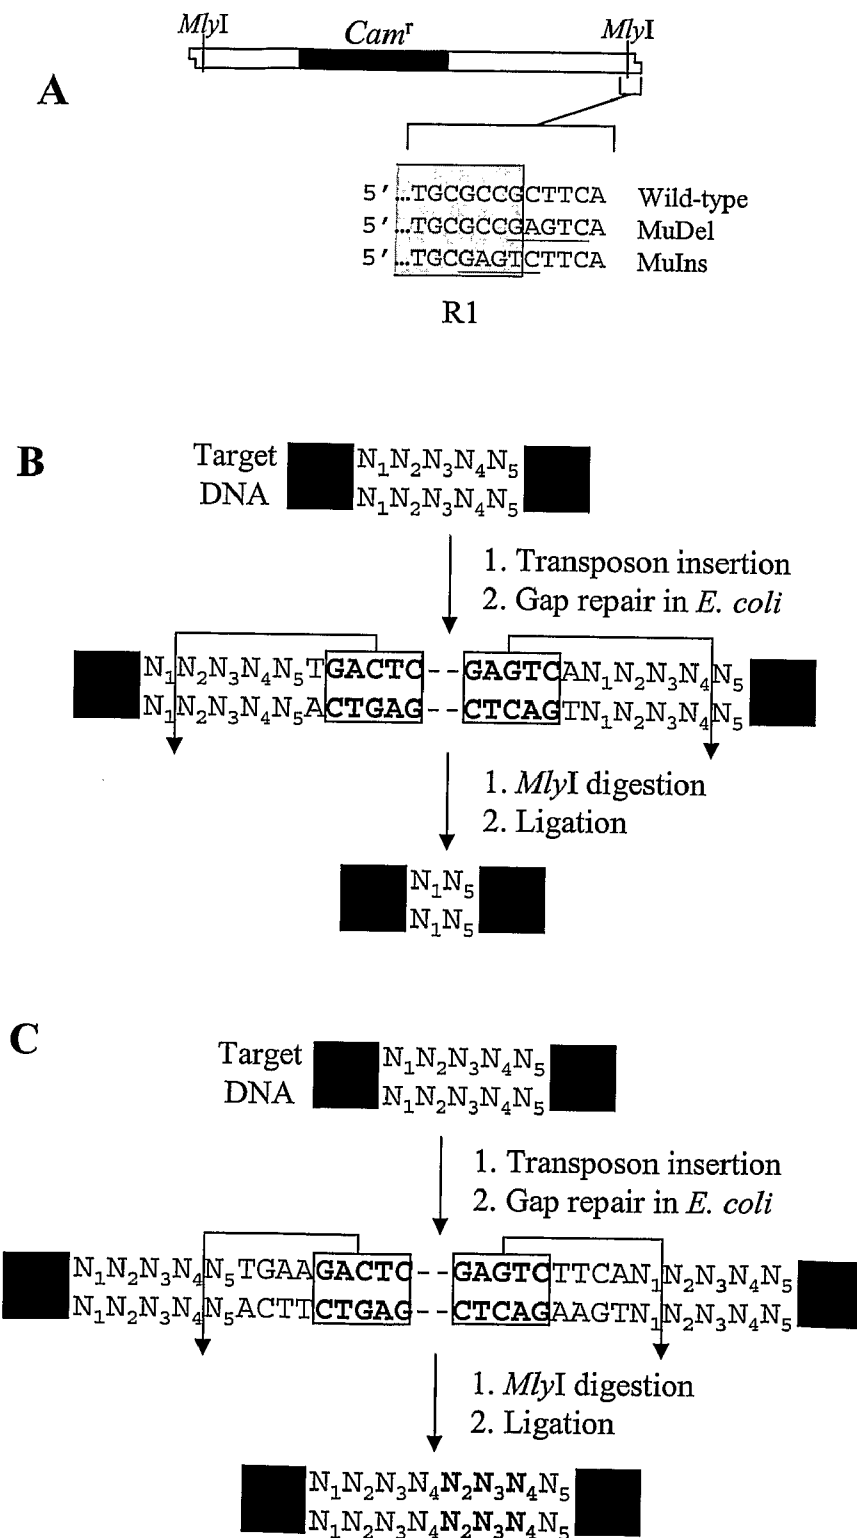 MlyI Camʳ MlyI
A
5′…TGCGCCGCTTCA Wild-type
5′…TGCGCCGAGTCA MuDel
5′…TGCGAGTCTTCA MuIns
R1
B
Target N₁N₂N₃N₄N₅
DNA N₁N₂N₃N₄N₅
1. Transposon insertion
2. Gap repair in E. coli
N₁N₂N₃N₄N₅TGACTC--GAGTCAN₁N₂N₃N₄N₅
N₁N₂N₃N₄N₅ACTGAG--CTCAGTN₁N₂N₃N₄N₅
1. MlyI digestion
2. Ligation
N₁N₅
N₁N₅
C
Target N₁N₂N₃N₄N₅
DNA N₁N₂N₃N₄N₅
1. Transposon insertion
2. Gap repair in E. coli
N₁N₂N₃N₄N₅TGAAGACTC--GAGTCTTCAN₁N₂N₃N₄N₅
N₁N₂N₃N₄N₅ACTTCTGAG--CTCAGAAGTN₁N₂N₃N₄N₅
1. MlyI digestion
2. Ligation
N₁N₂N₃N₄N₂N₃N₄N₅
N₁N₂N₃N₄N₂N₃N₄N₅